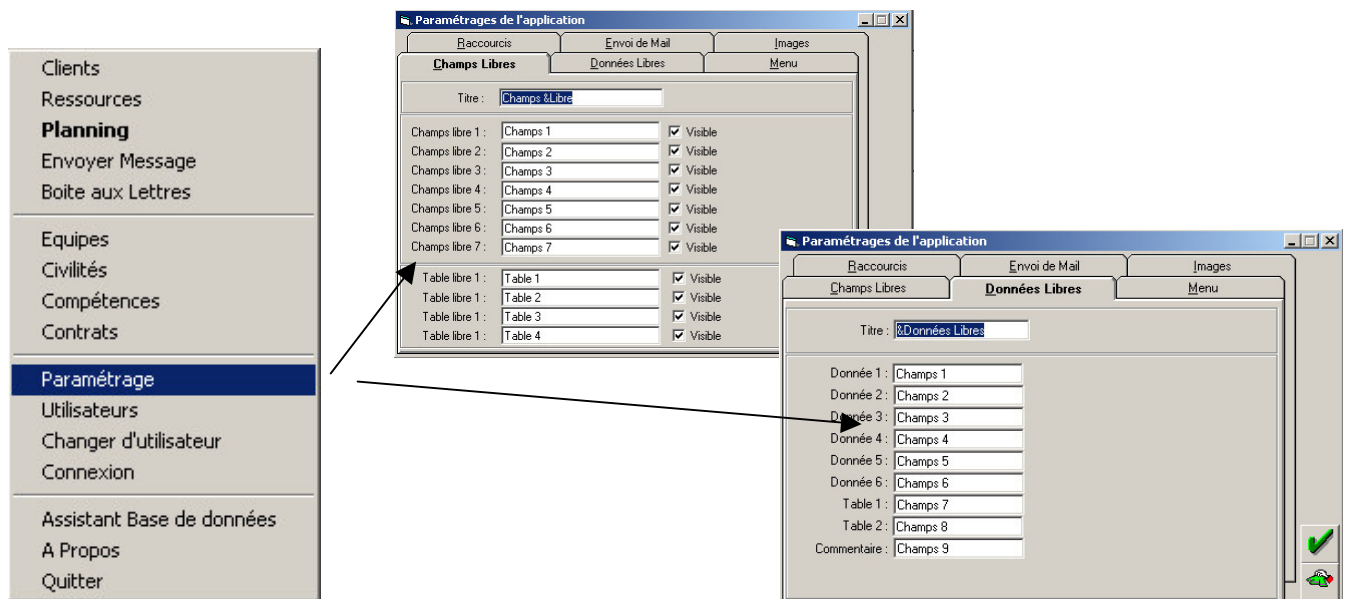 Clients
Ressources
Planning
Envoyer Message
Boite aux Lettres
Equipes
Civilités
Compétences
Contrats
Paramétrage
Utilisateurs
Changer d'utilisateur
Connexion
Assistant Base de données
A Propos
Quitter
Paramétrages de l'application
Raccourcis Envoi de Mail Images
Champs Libres Données Libres Menu
Titre : Champs &Libre
Champs libre 1 : Champs 1 Visible
Champs libre 2 : Champs 2 Visible
Champs libre 3 : Champs 3 Visible
Champs libre 4 : Champs 4 Visible
Champs libre 5 : Champs 5 Visible
Champs libre 6 : Champs 6 Visible
Champs libre 7 : Champs 7 Visible
Table libre 1 : Table 1 Visible
Table libre 1 : Table 2 Visible
Table libre 1 : Table 3 Visible
Table libre 1 : Table 4 Visible
Paramétrages de l'application
Raccourcis Envoi de Mail Images
Champs Libres Données Libres Menu
Titre : &Données Libres
Donnée 1 : Champs 1
Donnée 2 : Champs 2
Donnée 3 : Champs 3
Donnée 4 : Champs 4
Donnée 5 : Champs 5
Donnée 6 : Champs 6
Table 1 : Champs 7
Table 2 : Champs 8
Commentaire : Champs 9